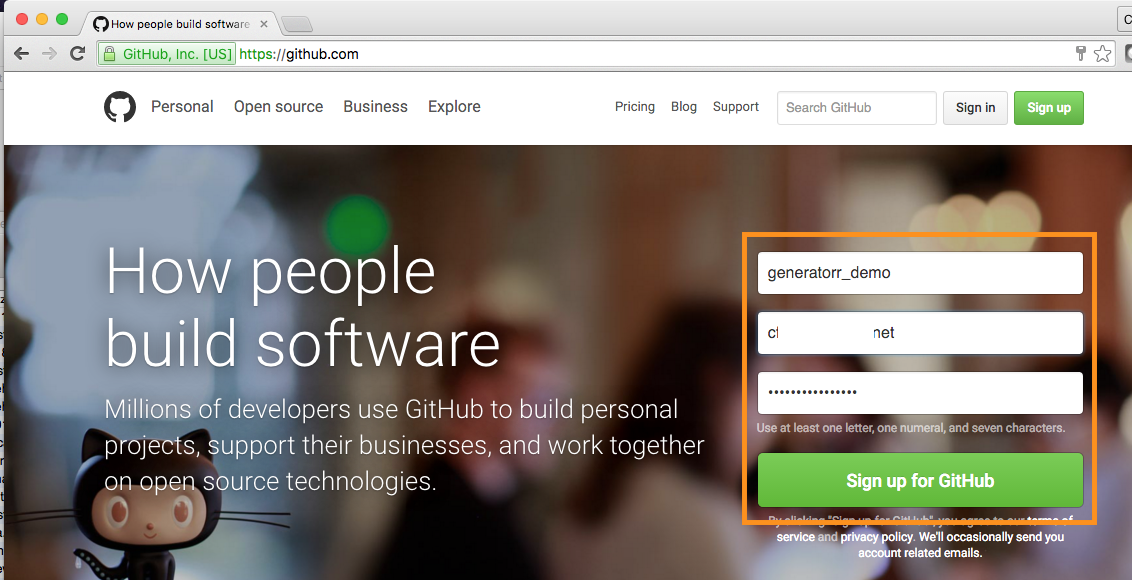 How people build software
GitHub, Inc. [US] https://github.com
Personal Open source Business Explore Pricing Blog Support Search GitHub Sign in Sign up
How people
build software
Millions of developers use GitHub to build personal
projects, support their businesses, and work together
on open source technologies.
generatorr_demo
net
••••••••••••••••
Use at least one letter, one numeral, and seven characters.
Sign up for GitHub
By clicking "Sign up for GitHub", you agree to our terms of
service and privacy policy. We'll occasionally send you
account related emails.